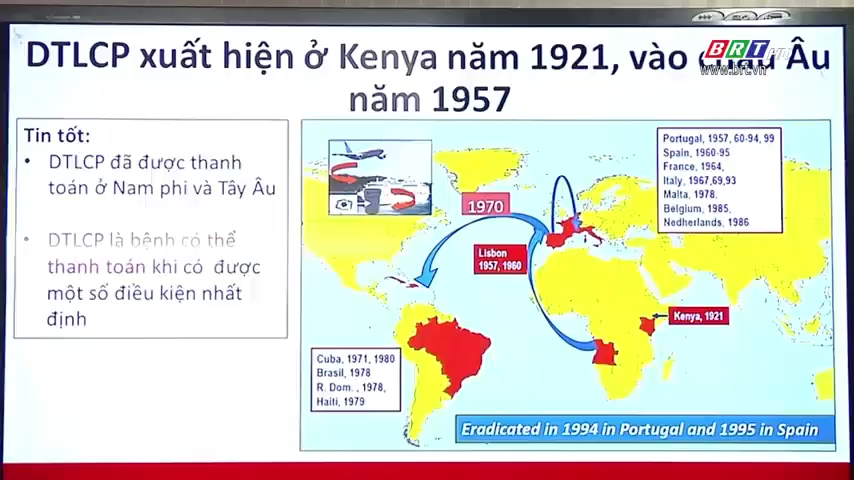 DTLCP xuất hiện ở Kenya năm 1921, vào châu Âu
năm 1957
BRT
www.brt.vn
Tin tốt:
• DTLCP đã được thanh
toán ở Nam phi và Tây Âu
• DTLCP là bệnh có thể
thanh toán khi có được
một số điều kiện nhất
định
1970
Portugal, 1957, 60-94, 99
Spain, 1960-95
France, 1964,
Italy, 1967,69,93
Malta, 1978,
Belgium, 1985,
Nedherlands, 1986
Lisbon
1957, 1960
Kenya, 1921
Cuba, 1971, 1980
Brasil, 1978
R. Dom. , 1978,
Haiti, 1979
Eradicated in 1994 in Portugal and 1995 in Spain